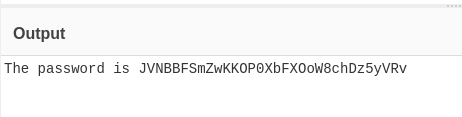 Output
The password is JVNBBFSmZwKKOP0XbFXOoW8chDz5yVRv